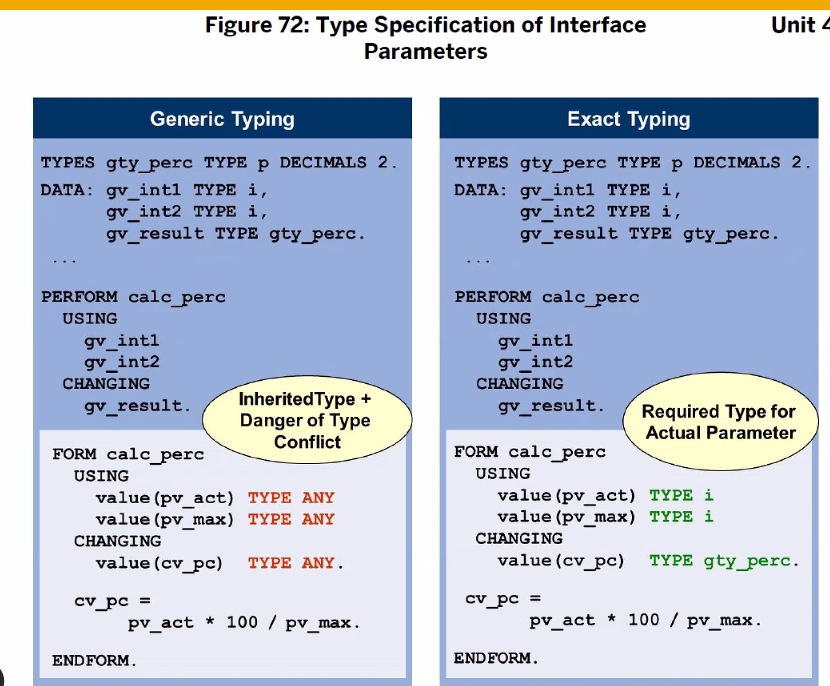 Figure 72: Type Specification of Interface
Parameters
Unit 4
Generic Typing
TYPES gty_perc TYPE p DECIMALS 2.
DATA: gv_int1 TYPE i,
gv_int2 TYPE i,
gv_result TYPE gty_perc.
...
PERFORM calc_perc
USING
gv_int1
gv_int2
CHANGING
gv_result.
InheritedType +
Danger of Type
Conflict
FORM calc_perc
USING
value(pv_act) TYPE ANY
value(pv_max) TYPE ANY
CHANGING
value(cv_pc) TYPE ANY.
cv_pc =
pv_act * 100 / pv_max.
ENDFORM.
Exact Typing
TYPES gty_perc TYPE p DECIMALS 2.
DATA: gv_int1 TYPE i,
gv_int2 TYPE i,
gv_result TYPE gty_perc.
...
PERFORM calc_perc
USING
gv_int1
gv_int2
CHANGING
gv_result.
Required Type for
Actual Parameter
FORM calc_perc
USING
value(pv_act) TYPE i
value(pv_max) TYPE i
CHANGING
value(cv_pc) TYPE gty_perc.
cv_pc =
pv_act * 100 / pv_max.
ENDFORM.